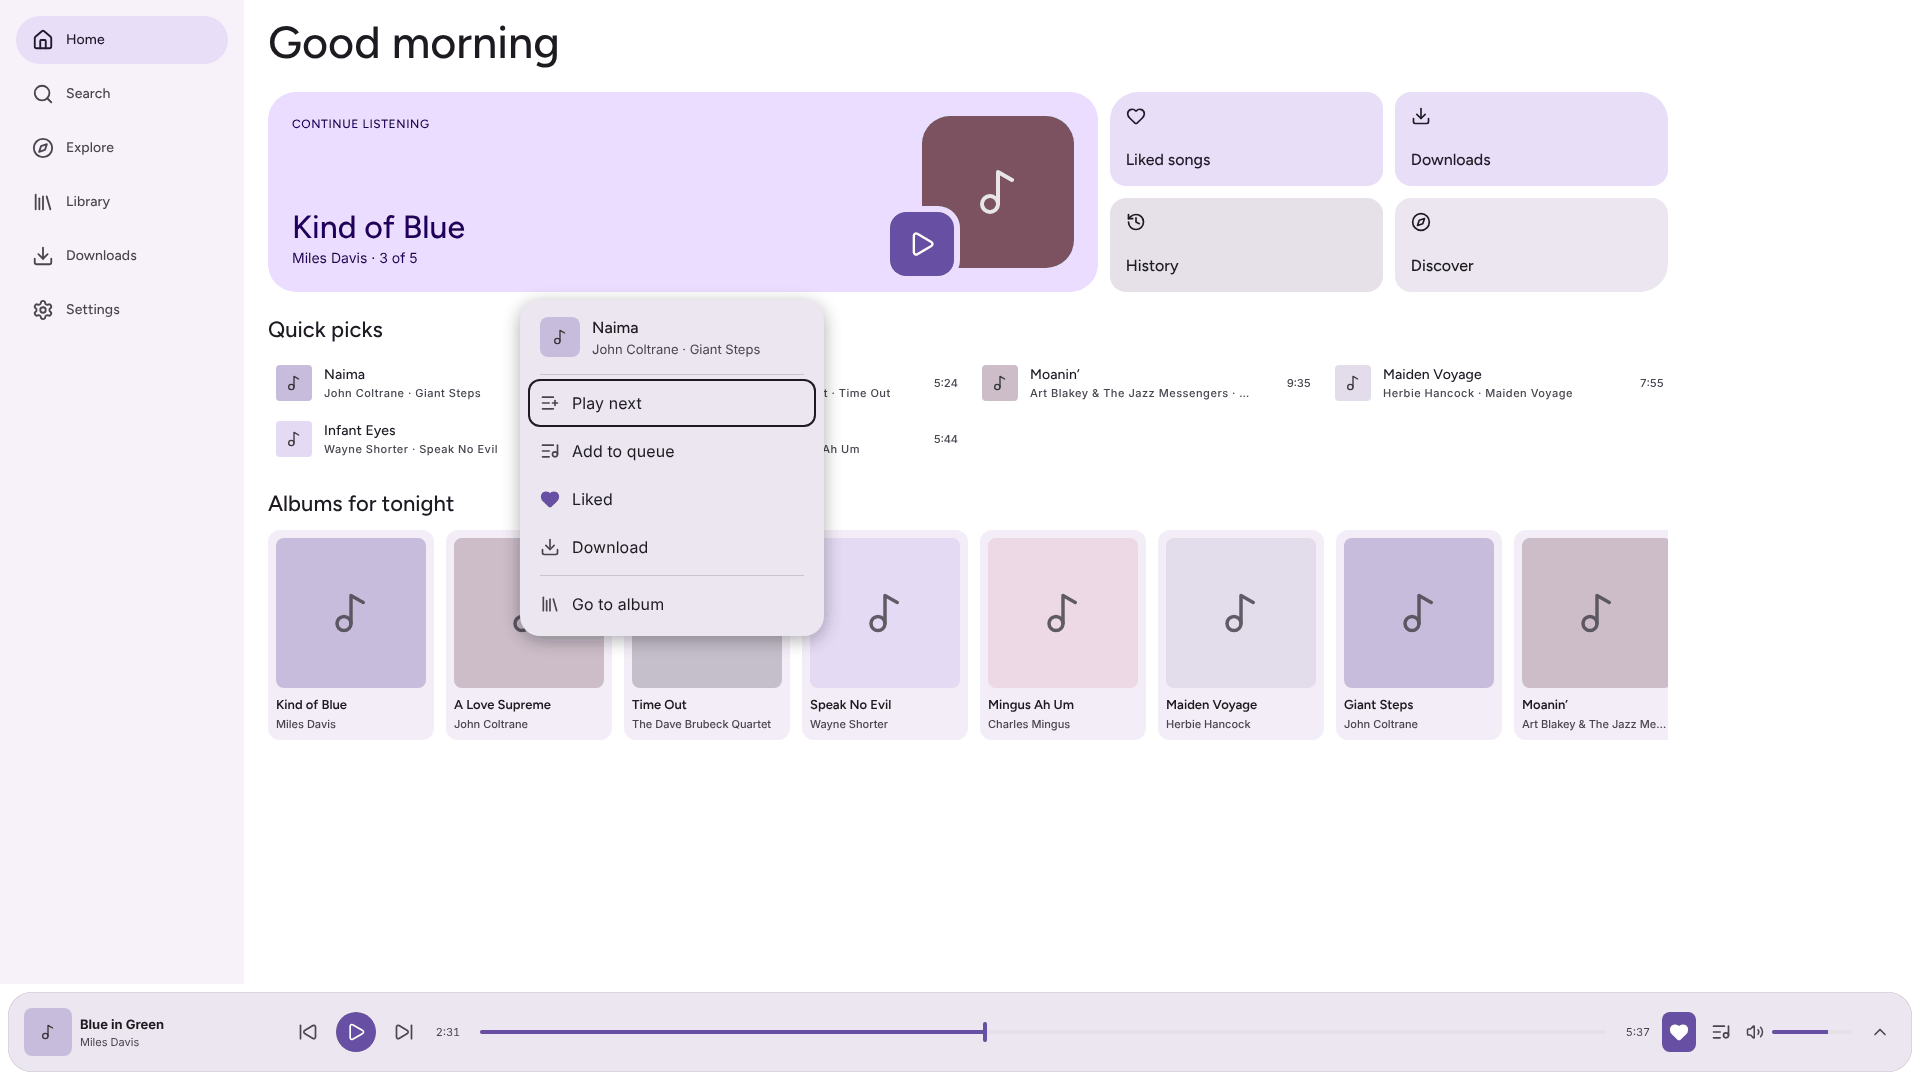 Home
Search
Explore
Library
Downloads
Settings
Good morning
CONTINUE LISTENING
Kind of Blue
Miles Davis · 3 of 5
Liked songs
Downloads
History
Discover
Quick picks
Naima
John Coltrane · Giant Steps
· Time Out
5:24
Moanin’
Art Blakey & The Jazz Messengers · ...
9:35
Maiden Voyage
Herbie Hancock · Maiden Voyage
7:55
Infant Eyes
Wayne Shorter · Speak No Evil
Ah Um
5:44
Naima
John Coltrane · Giant Steps
Play next
Add to queue
Liked
Download
Go to album
Albums for tonight
Kind of Blue
Miles Davis
A Love Supreme
John Coltrane
Time Out
The Dave Brubeck Quartet
Speak No Evil
Wayne Shorter
Mingus Ah Um
Charles Mingus
Maiden Voyage
Herbie Hancock
Giant Steps
John Coltrane
Moanin’
Art Blakey & The Jazz Me...
Blue in Green
Miles Davis
2:31
5:37